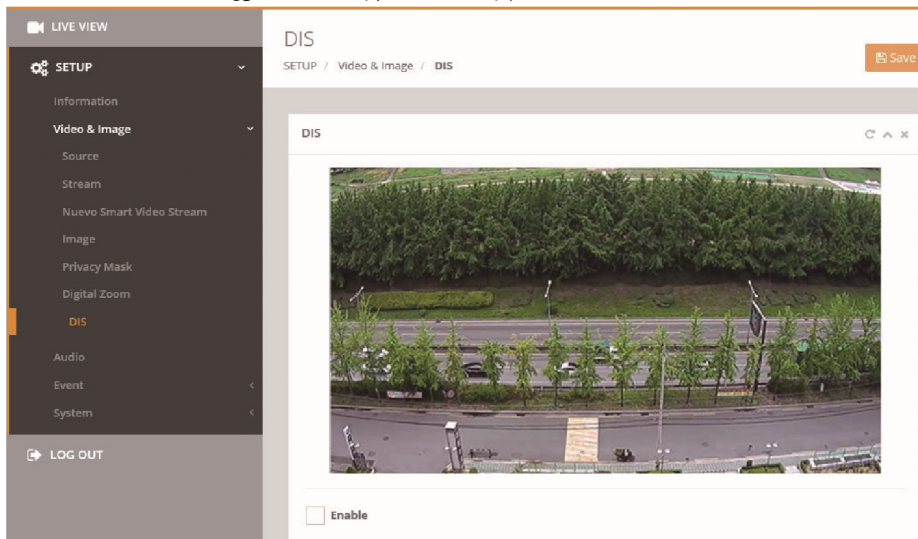 LIVE VIEW
SETUP
Information
Video & Image
Source
Stream
Nuevo Smart Video Stream
Image
Privacy Mask
Digital Zoom
DIS
Audio
Event
System
LOG OUT
DIS
SETUP / Video & Image / DIS
Save
DIS
Enable